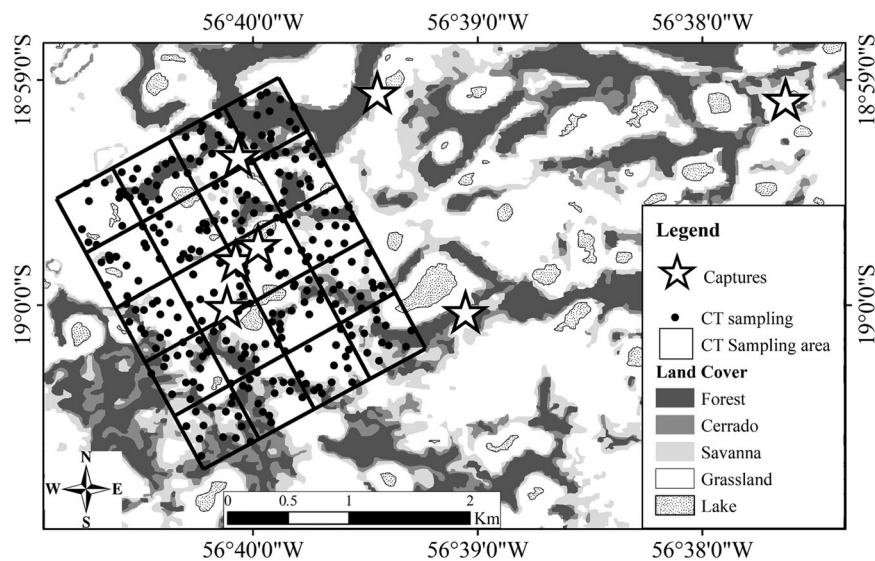 56°40'0"W 56°39'0"W 56°38'0"W
18°59'0"S
18°59'0"S
19°0'0"S
19°0'0"S
Legend
Captures
CT sampling
CT Sampling area
Land Cover
Forest
Cerrado
Savanna
Grassland
Lake
N
W E
S
0 0.5 1 2
Km
56°40'0"W 56°39'0"W 56°38'0"W